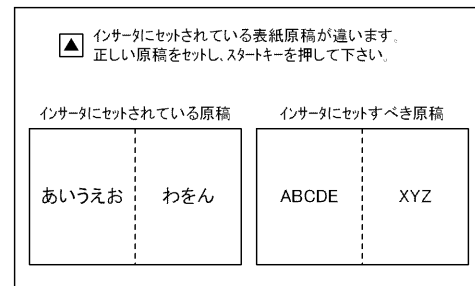 インサータにセットされている表紙原稿が違います。
正しい原稿をセットし、スタートキーを押して下さい。
インサータにセットされている原稿
インサータにセットすべき原稿
あいうえお
わをん
ABCDE
XYZ